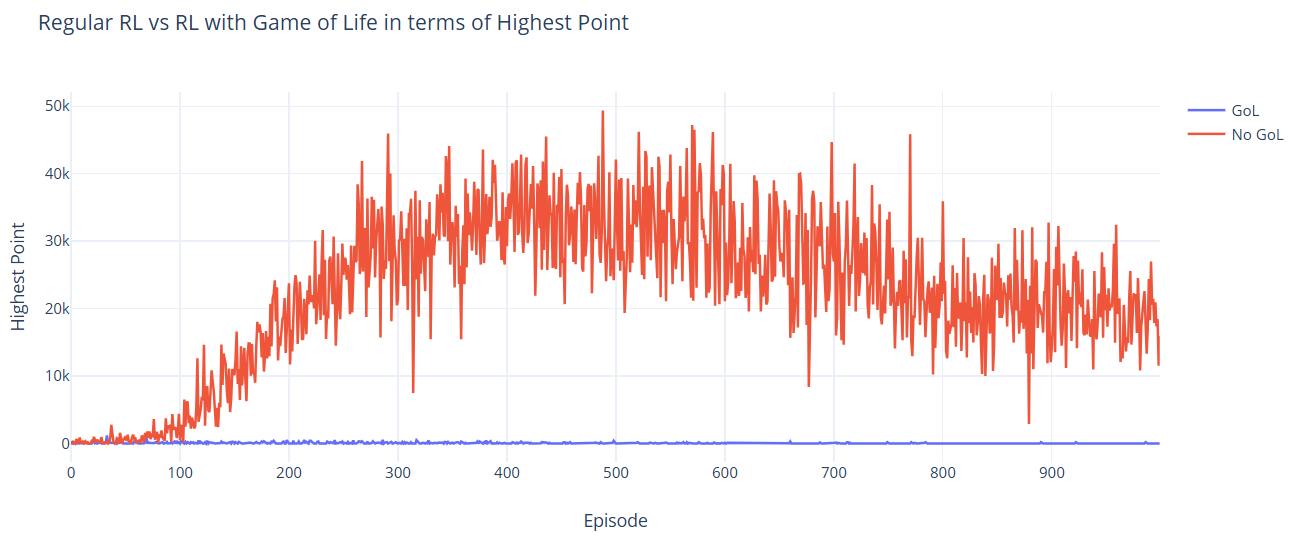 Regular RL vs RL with Game of Life in terms of Highest Point
50k
40k
30k
20k
10k
0
Highest Point
0 100 200 300 400 500 600 700 800 900
Episode
GoL
No GoL